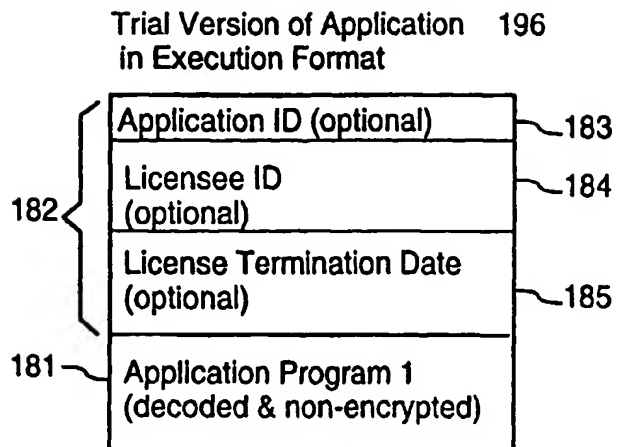 Trial Version of Application 196
in Execution Format
Application ID (optional)
183
Licensee ID
(optional)
184
182
License Termination Date
(optional)
185
181
Application Program 1
(decoded & non-encrypted)